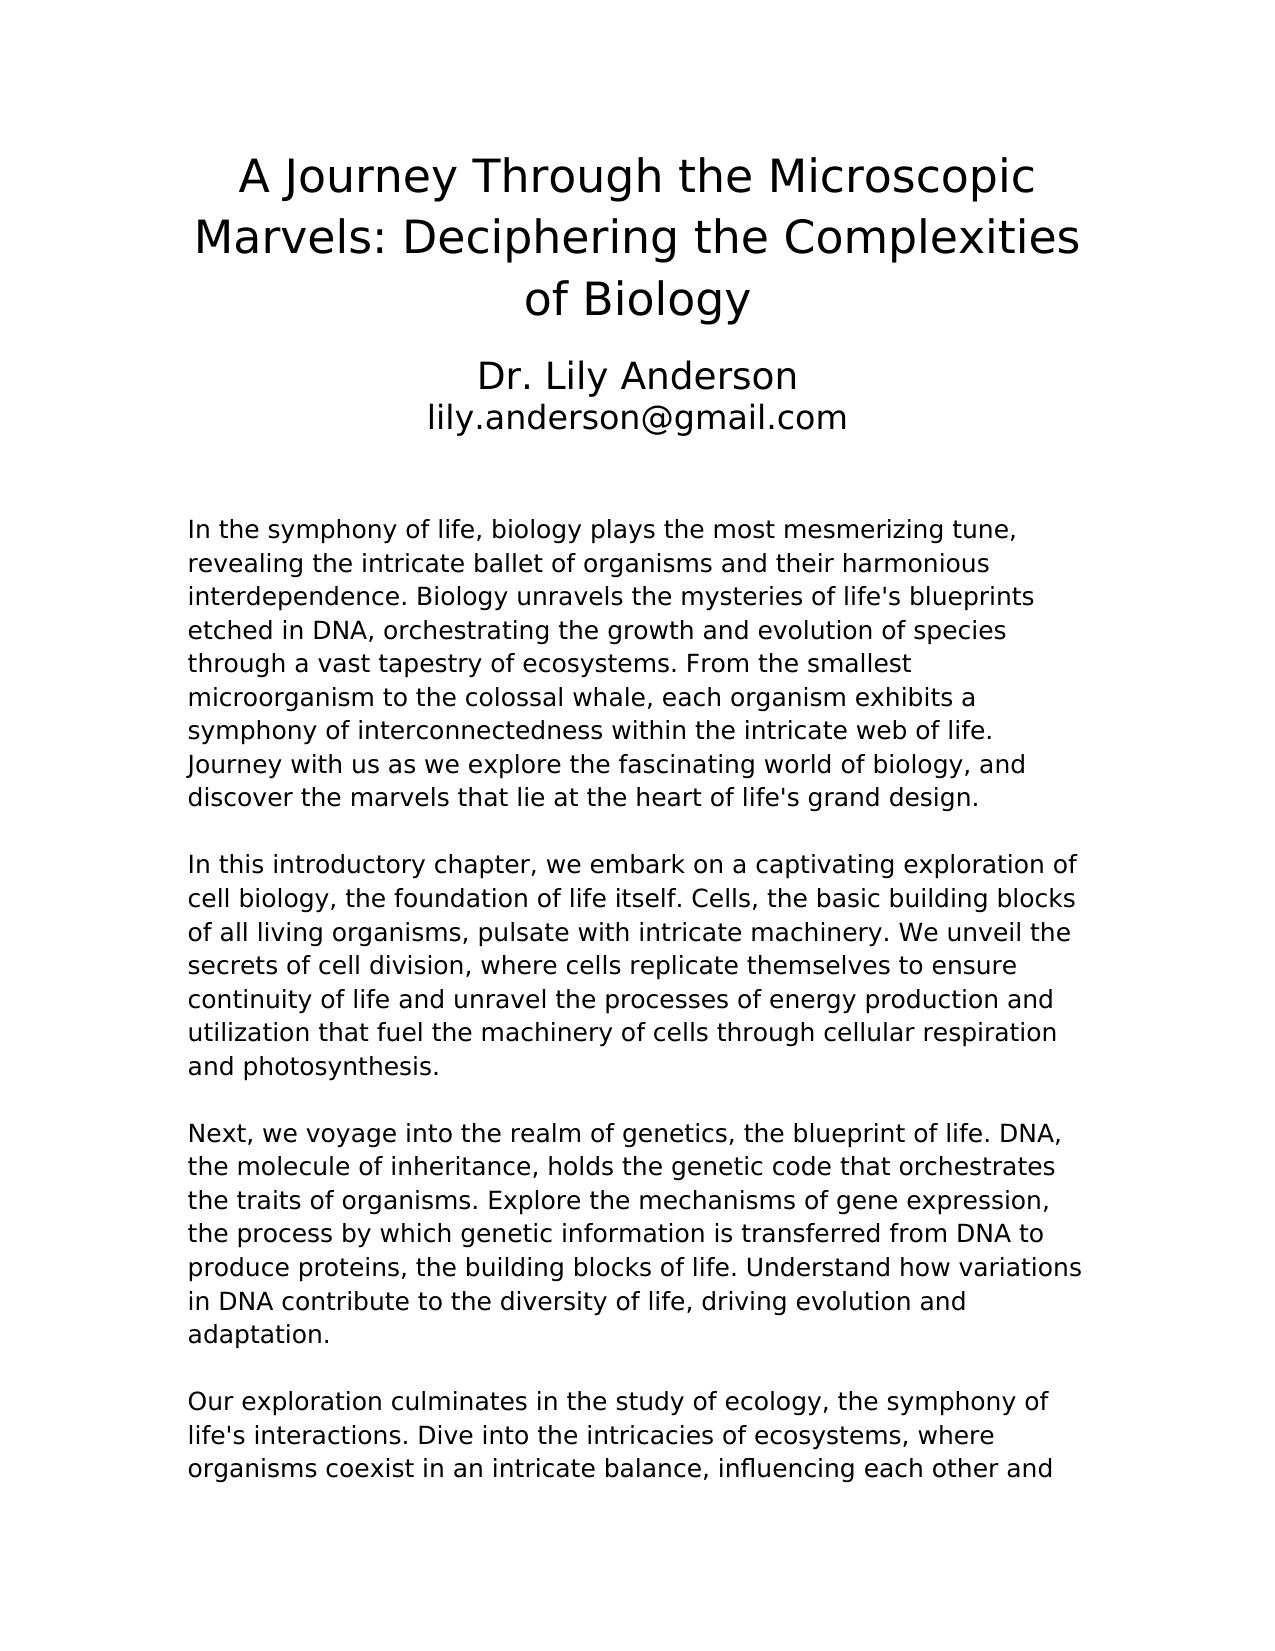 A Journey Through the Microscopic
Marvels: Deciphering the Complexities
of Biology
Dr. Lily Anderson
lily.anderson@gmail.com
In the symphony of life, biology plays the most mesmerizing tune,
revealing the intricate ballet of organisms and their harmonious
interdependence. Biology unravels the mysteries of life's blueprints
etched in DNA, orchestrating the growth and evolution of species
through a vast tapestry of ecosystems. From the smallest
microorganism to the colossal whale, each organism exhibits a
symphony of interconnectedness within the intricate web of life.
Journey with us as we explore the fascinating world of biology, and
discover the marvels that lie at the heart of life's grand design.
In this introductory chapter, we embark on a captivating exploration of
cell biology, the foundation of life itself. Cells, the basic building blocks
of all living organisms, pulsate with intricate machinery. We unveil the
secrets of cell division, where cells replicate themselves to ensure
continuity of life and unravel the processes of energy production and
utilization that fuel the machinery of cells through cellular respiration
and photosynthesis.
Next, we voyage into the realm of genetics, the blueprint of life. DNA,
the molecule of inheritance, holds the genetic code that orchestrates
the traits of organisms. Explore the mechanisms of gene expression,
the process by which genetic information is transferred from DNA to
produce proteins, the building blocks of life. Understand how variations
in DNA contribute to the diversity of life, driving evolution and
adaptation.
Our exploration culminates in the study of ecology, the symphony of
life's interactions. Dive into the intricacies of ecosystems, where
organisms coexist in an intricate balance, influencing each other and